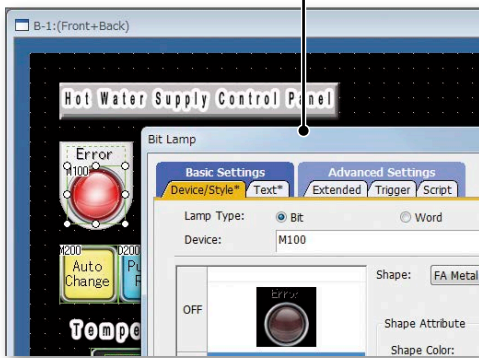 B-1:(Front+Back)
Hot Water Supply Control Panel
Error
M100
Bit Lamp
Basic Settings
Advanced Settings
Device/Style*
Text*
Extended
Trigger
Script
Lamp Type:
Bit
Word
Device:
M100
M200
D200
Auto
Change
OFF
Error
Shape:
FA Metal
Shape Attribute
Shape Color: